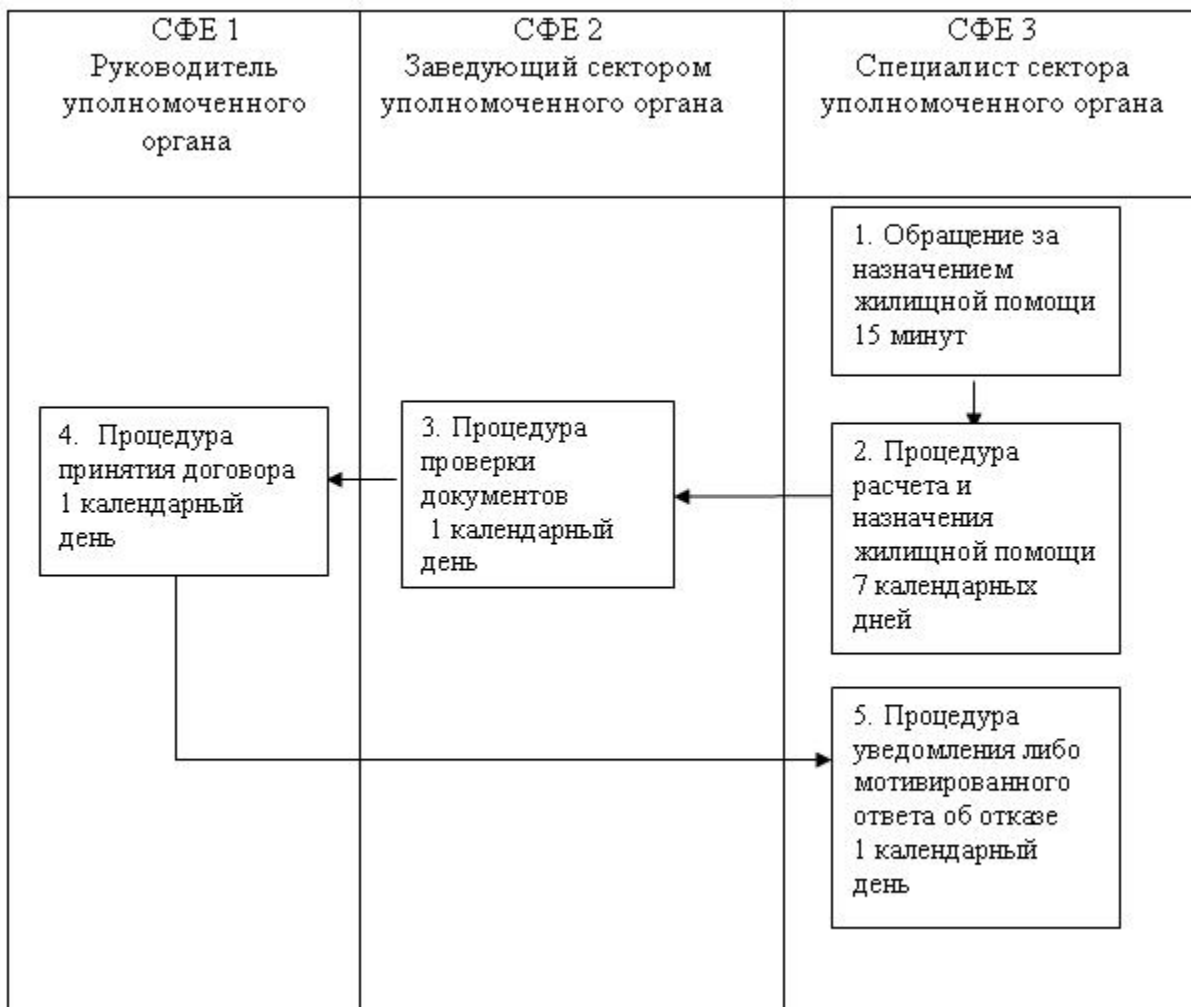 СФЕ 1
Руководитель
уполномоченного
органа
СФЕ 2
Заведующий сектором
уполномоченного органа
СФЕ 3
Специалист сектора
уполномоченного органа
1. Обращение за
назначением
жилищной помощи
15 минут
2. Процедура
расчета и
назначения
жилищной помощи
7 календарных
дней
3. Процедура
проверки
документов
1 календарный
день
4. Процедура
принятия договора
1 календарный
день
5. Процедура
уведомления либо
мотивированного
ответа об отказе
1 календарный
день